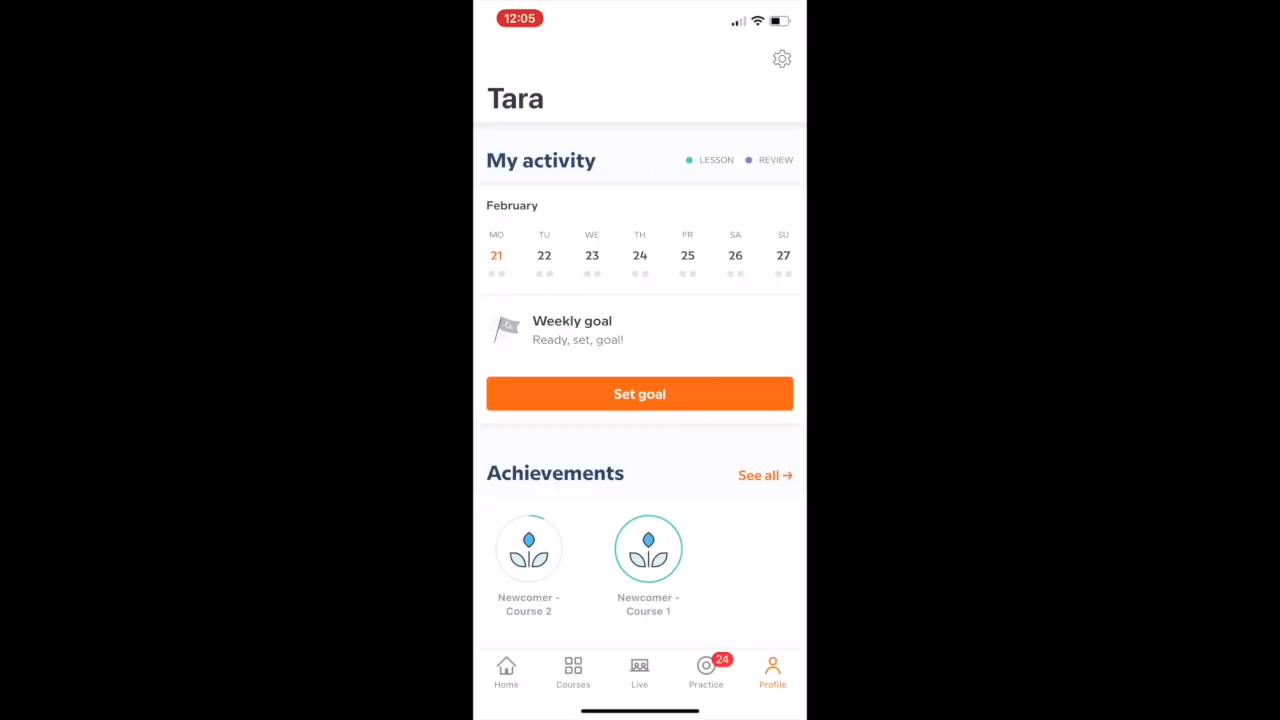 12:05
Tara
My activity
LESSON REVIEW
February
MO TU WE TH FR SA SU
21 22 23 24 25 26 27
Weekly goal
Ready, set, goal!
Set goal
Achievements
See all →
Newcomer -
Course 2
Newcomer -
Course 1
24
Home Courses Live Practice Profile